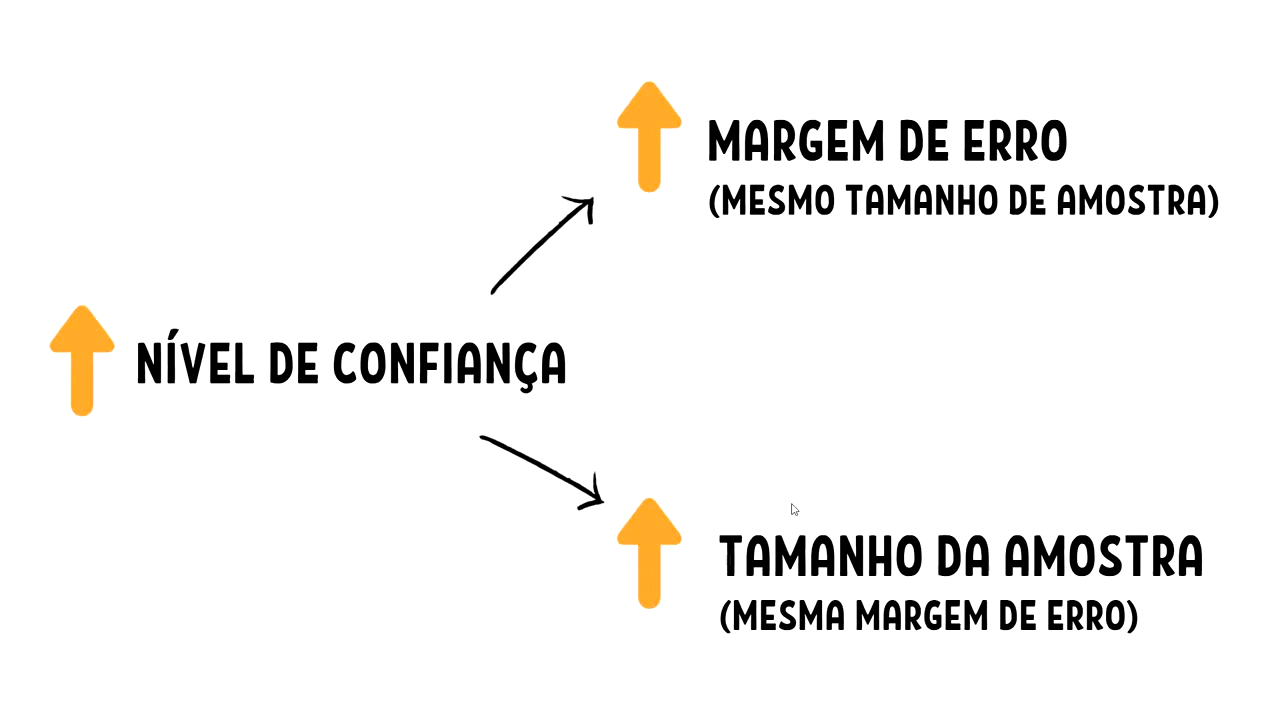 MARGEM DE ERRO
(MESMO TAMANHO DE AMOSTRA)
NÍVEL DE CONFIANÇA
TAMANHO DA AMOSTRA
(MESMA MARGEM DE ERRO)